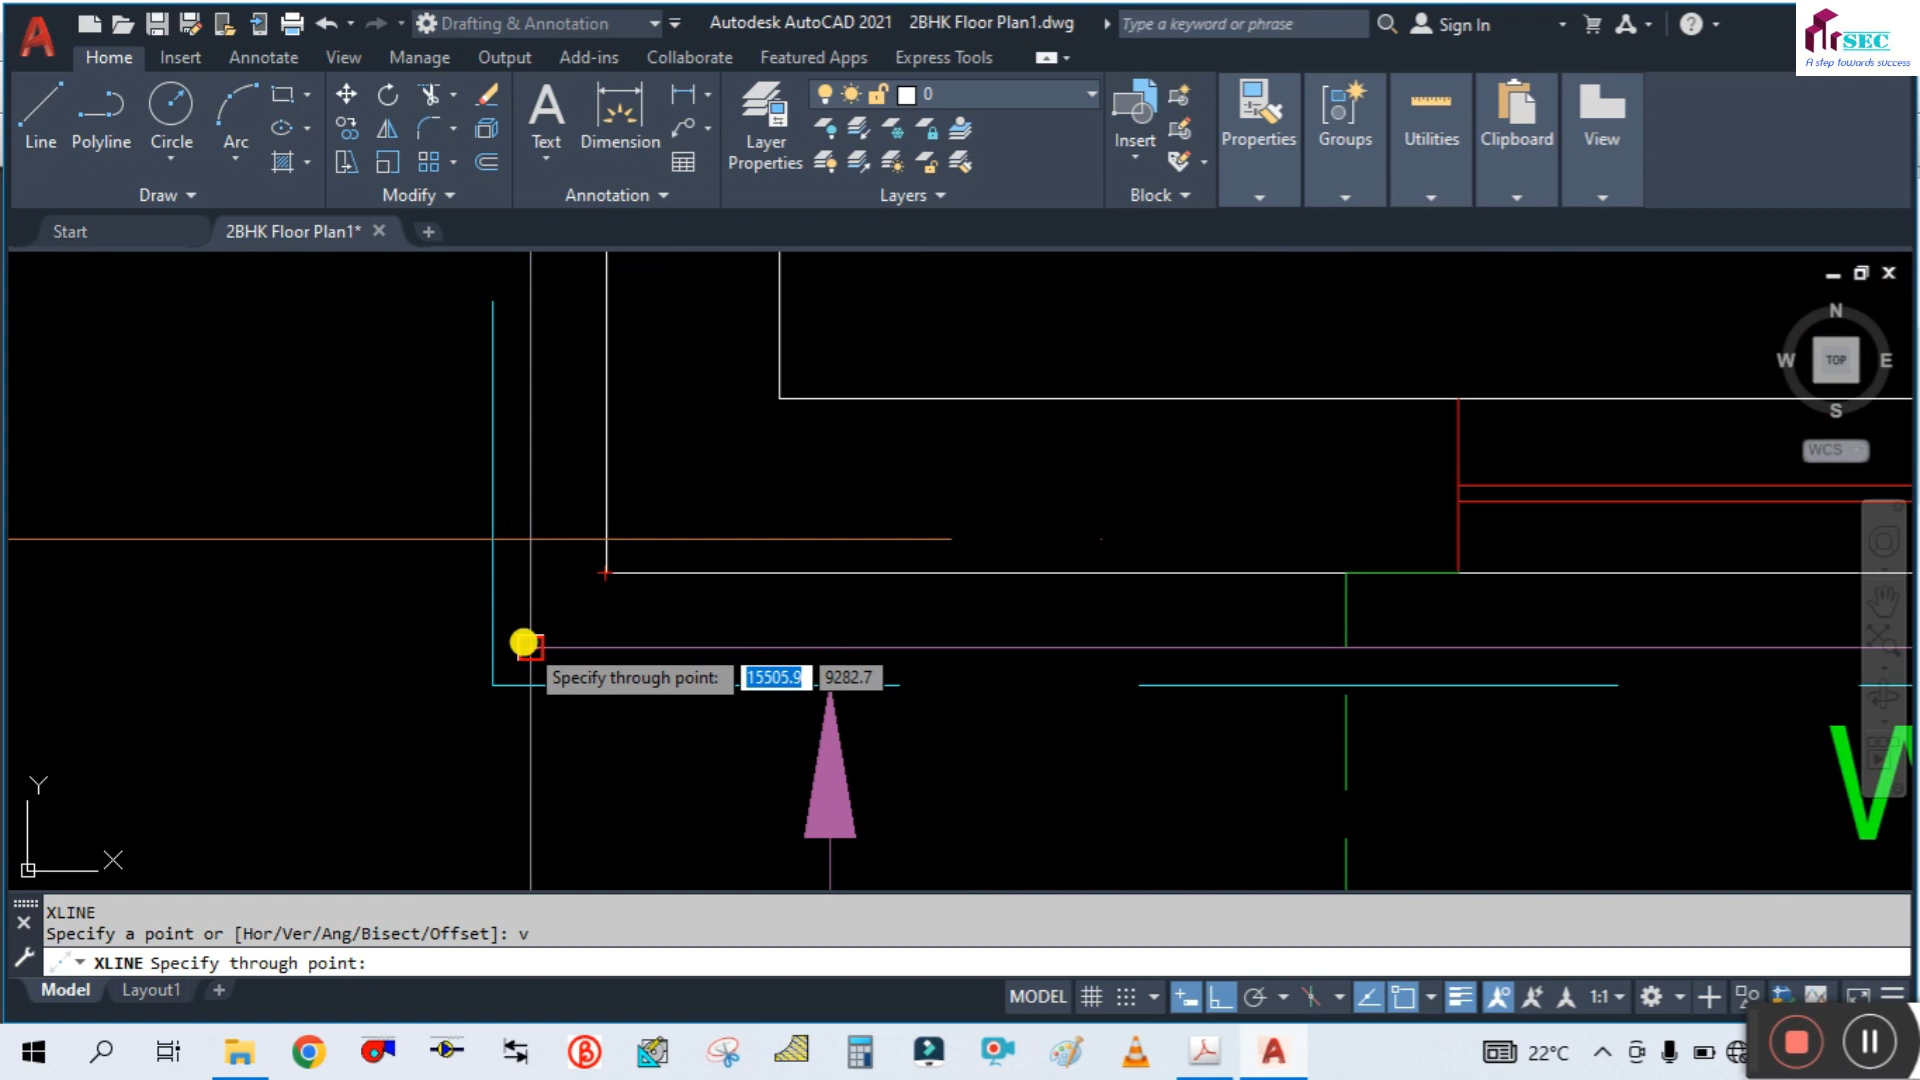 Drafting & Annotation
Autodesk AutoCAD 2021 2BHK Floor Plan1.dwg
Type a keyword or phrase
Sign In
SEC
A step towards success
Home Insert Annotate View Manage Output Add-ins Collaborate Featured Apps Express Tools
0
Line Polyline Circle Arc
Text Dimension
Layer
Properties
Insert
Properties Groups Utilities Clipboard View
Draw Modify Annotation Layers Block
Start 2BHK Floor Plan1*
N
W TOP E
S
WCS
Specify through point: 15505.9 9282.7
W
Y
X
XLINE
Specify a point or [Hor/Ver/Ang/Bisect/Offset]: v
XLINE Specify through point:
Model Layout1
MODEL 1:1
22°C